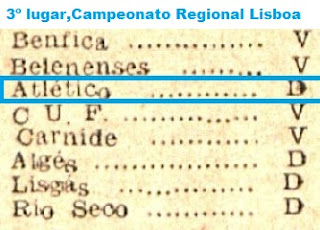 3º lugar,Campeonato Regional Lisboa
Benfica ............... V
Belenenses ......... V
Atlético ............... D
C U. F. ............... V
Carnide ............... V
Algés ............... D
Lisgás ............... D
Rio Seco ............ D